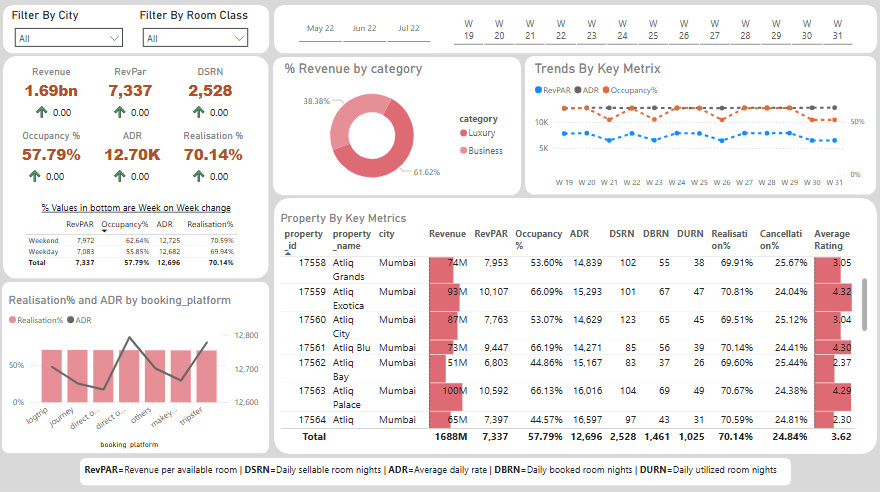 Filter By City
Filter By Room Class
All
All
May 22 Jun 22 Jul 22
W 19 W 20 W 21 W 22 W 23 W 24 W 25 W 26 W 27 W 28 W 29 W 30 W 31
Revenue RevPar DSRN
1.69bn 7,337 2,528
0.00 0.00 0.00
Occupancy % ADR Realisation %
57.79% 12.70K 70.14%
0.00 0.00 0.00
% Values in bottom are Week on Week change
RevPAR Occupancy% ADR Realisation%
Weekend 7,972 62.64% 12,725 70.59%
Weekday 7,083 55.85% 12,682 69.94%
Total 7,337 57.79% 12,696 70.14%
% Revenue by category
38.38%
61.62%
category
Luxury
Business
Trends By Key Metrix
RevPAR ADR Occupancy%
10K
5K
50%
0%
W 19 W 20 W 21 W 22 W 23 W 24 W 25 W 26 W 27 W 28 W 29 W 30 W 31
Realisation% and ADR by booking_platform
Realisation% ADR
50%
0%
12,800
12,700
12,600
logtrip journey direct o... direct o... others makey... tripster
booking_platform
Property By Key Metrics
property_id property_name city Revenue RevPAR Occupancy % ADR DSRN DBRN DURN Realisation% Cancellation% Average Rating
17558 Atliq Grands Mumbai 74M 7,953 53.60% 14,839 102 55 38 69.91% 25.67% 3.05
17559 Atliq Exotica Mumbai 93M 10,107 66.09% 15,293 101 67 47 70.81% 24.04% 4.32
17560 Atliq City Mumbai 87M 7,763 53.07% 14,629 123 65 45 69.51% 25.12% 3.04
17561 Atliq Blu Mumbai 73M 9,447 66.19% 14,271 85 56 39 70.14% 24.41% 4.30
17562 Atliq Bay Mumbai 51M 6,803 44.86% 15,167 83 37 26 69.60% 25.44% 2.37
17563 Atliq Palace Mumbai 100M 10,592 66.13% 16,016 104 69 49 70.67% 24.38% 4.29
17564 Atliq Mumbai 65M 7,397 44.57% 16,597 97 43 31 70.59% 24.81% 2.30
Total 1688M 7,337 57.79% 12,696 2,528 1,461 1,025 70.14% 24.84% 3.62
RevPAR=Revenue per available room | DSRN=Daily sellable room nights | ADR=Average daily rate | DBRN=Daily booked room nights | DURN=Daily utilized room nights